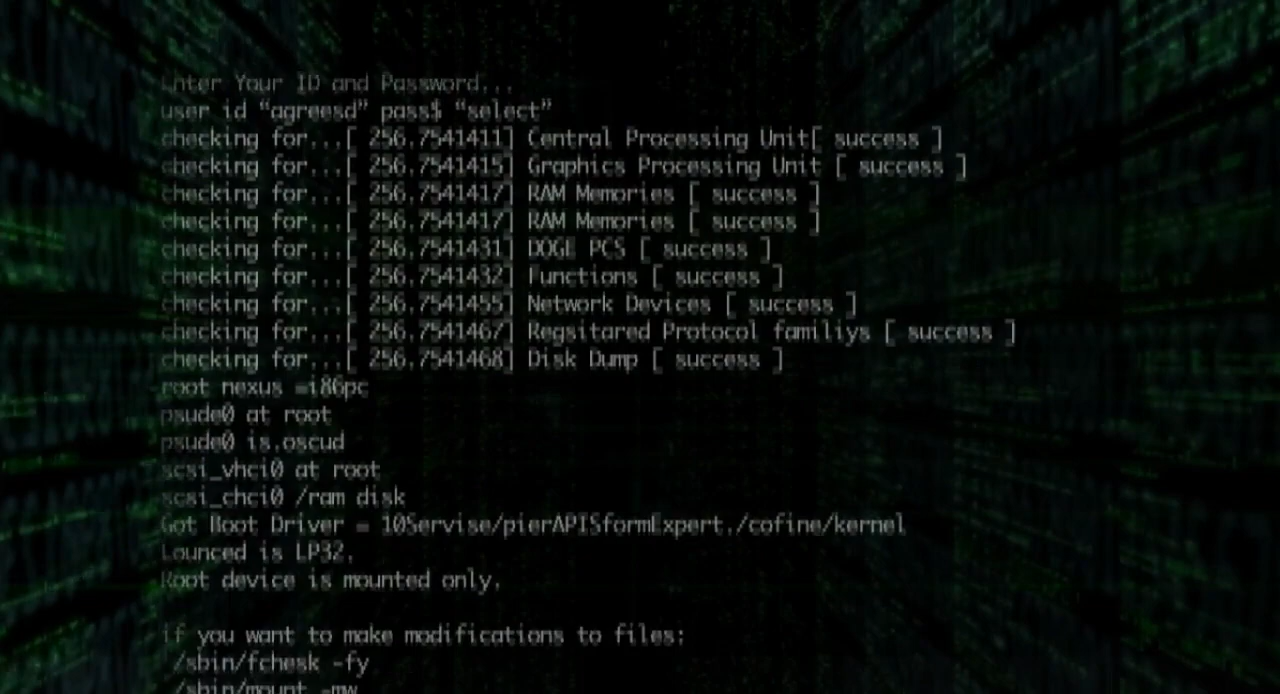 Enter Your ID and Password...
user id “agreesd” pass$ “select”
checking for...[ 256.7541411] Central Processing Unit[ success ]
checking for...[ 256.7541415] Graphics Processing Unit [ success ]
checking for...[ 256.7541417] RAM Memories [ success ]
checking for...[ 256.7541417] RAM Memories [ success ]
checking for...[ 256.7541431] DOGE PCS [ success ]
checking for...[ 256.7541432] Functions [ success ]
checking for...[ 256.7541455] Network Devices [ success ]
checking for...[ 256.7541467] Regsitared Protocol familiys [ success ]
checking for...[ 256.7541468] Disk Dump [ success ]
root nexus =i86pc
psude0 at root
psude0 is.oscud
scsi_vhci0 at root
scsi_chci0 /ram disk
Got Boot Driver = 10Servise/pierAPISformExpert./cofine/kernel
Lounced is LP32.
Root device is mounted only.
if you want to make modifications to files:
/sbin/fchesk -fy
/sbin/mount -mw